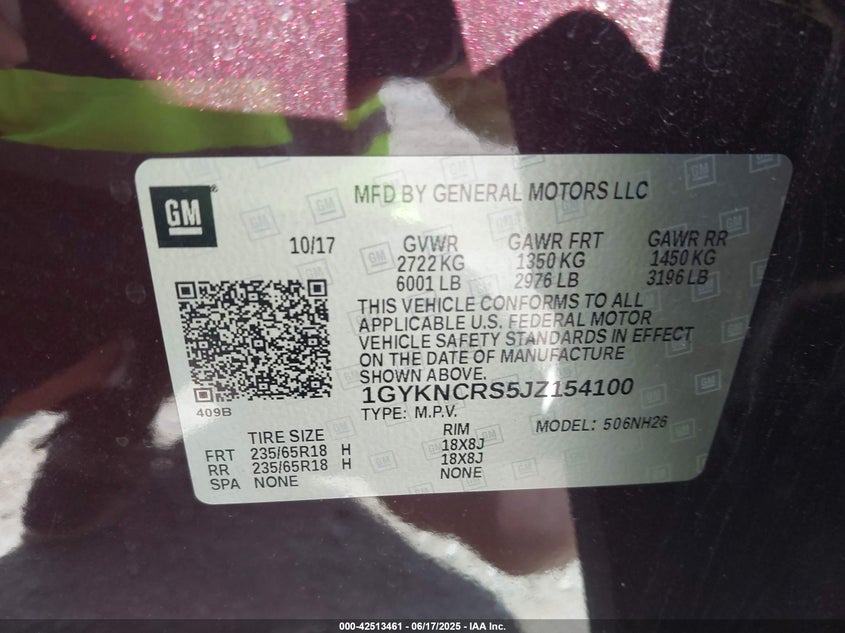 MFD BY GENERAL MOTORS LLC
GM
10/17 GVWR GAWR FRT GAWR RR
2722 KG 1350 KG 1450 KG
6001 LB 2976 LB 3196 LB
THIS VEHICLE CONFORMS TO ALL
APPLICABLE U.S. FEDERAL MOTOR
VEHICLE SAFETY STANDARDS IN EFFECT
ON THE DATE OF MANUFACTURE
SHOWN ABOVE.
1GYKNCRS5JZ154100
409B
TYPE: M.P.V. MODEL: 506NH26
TIRE SIZE RIM
FRT 235/65R18 H 18X8J
RR 235/65R18 H 18X8J
SPA NONE NONE
000-42513461 - 06/17/2025 - IAA Inc.